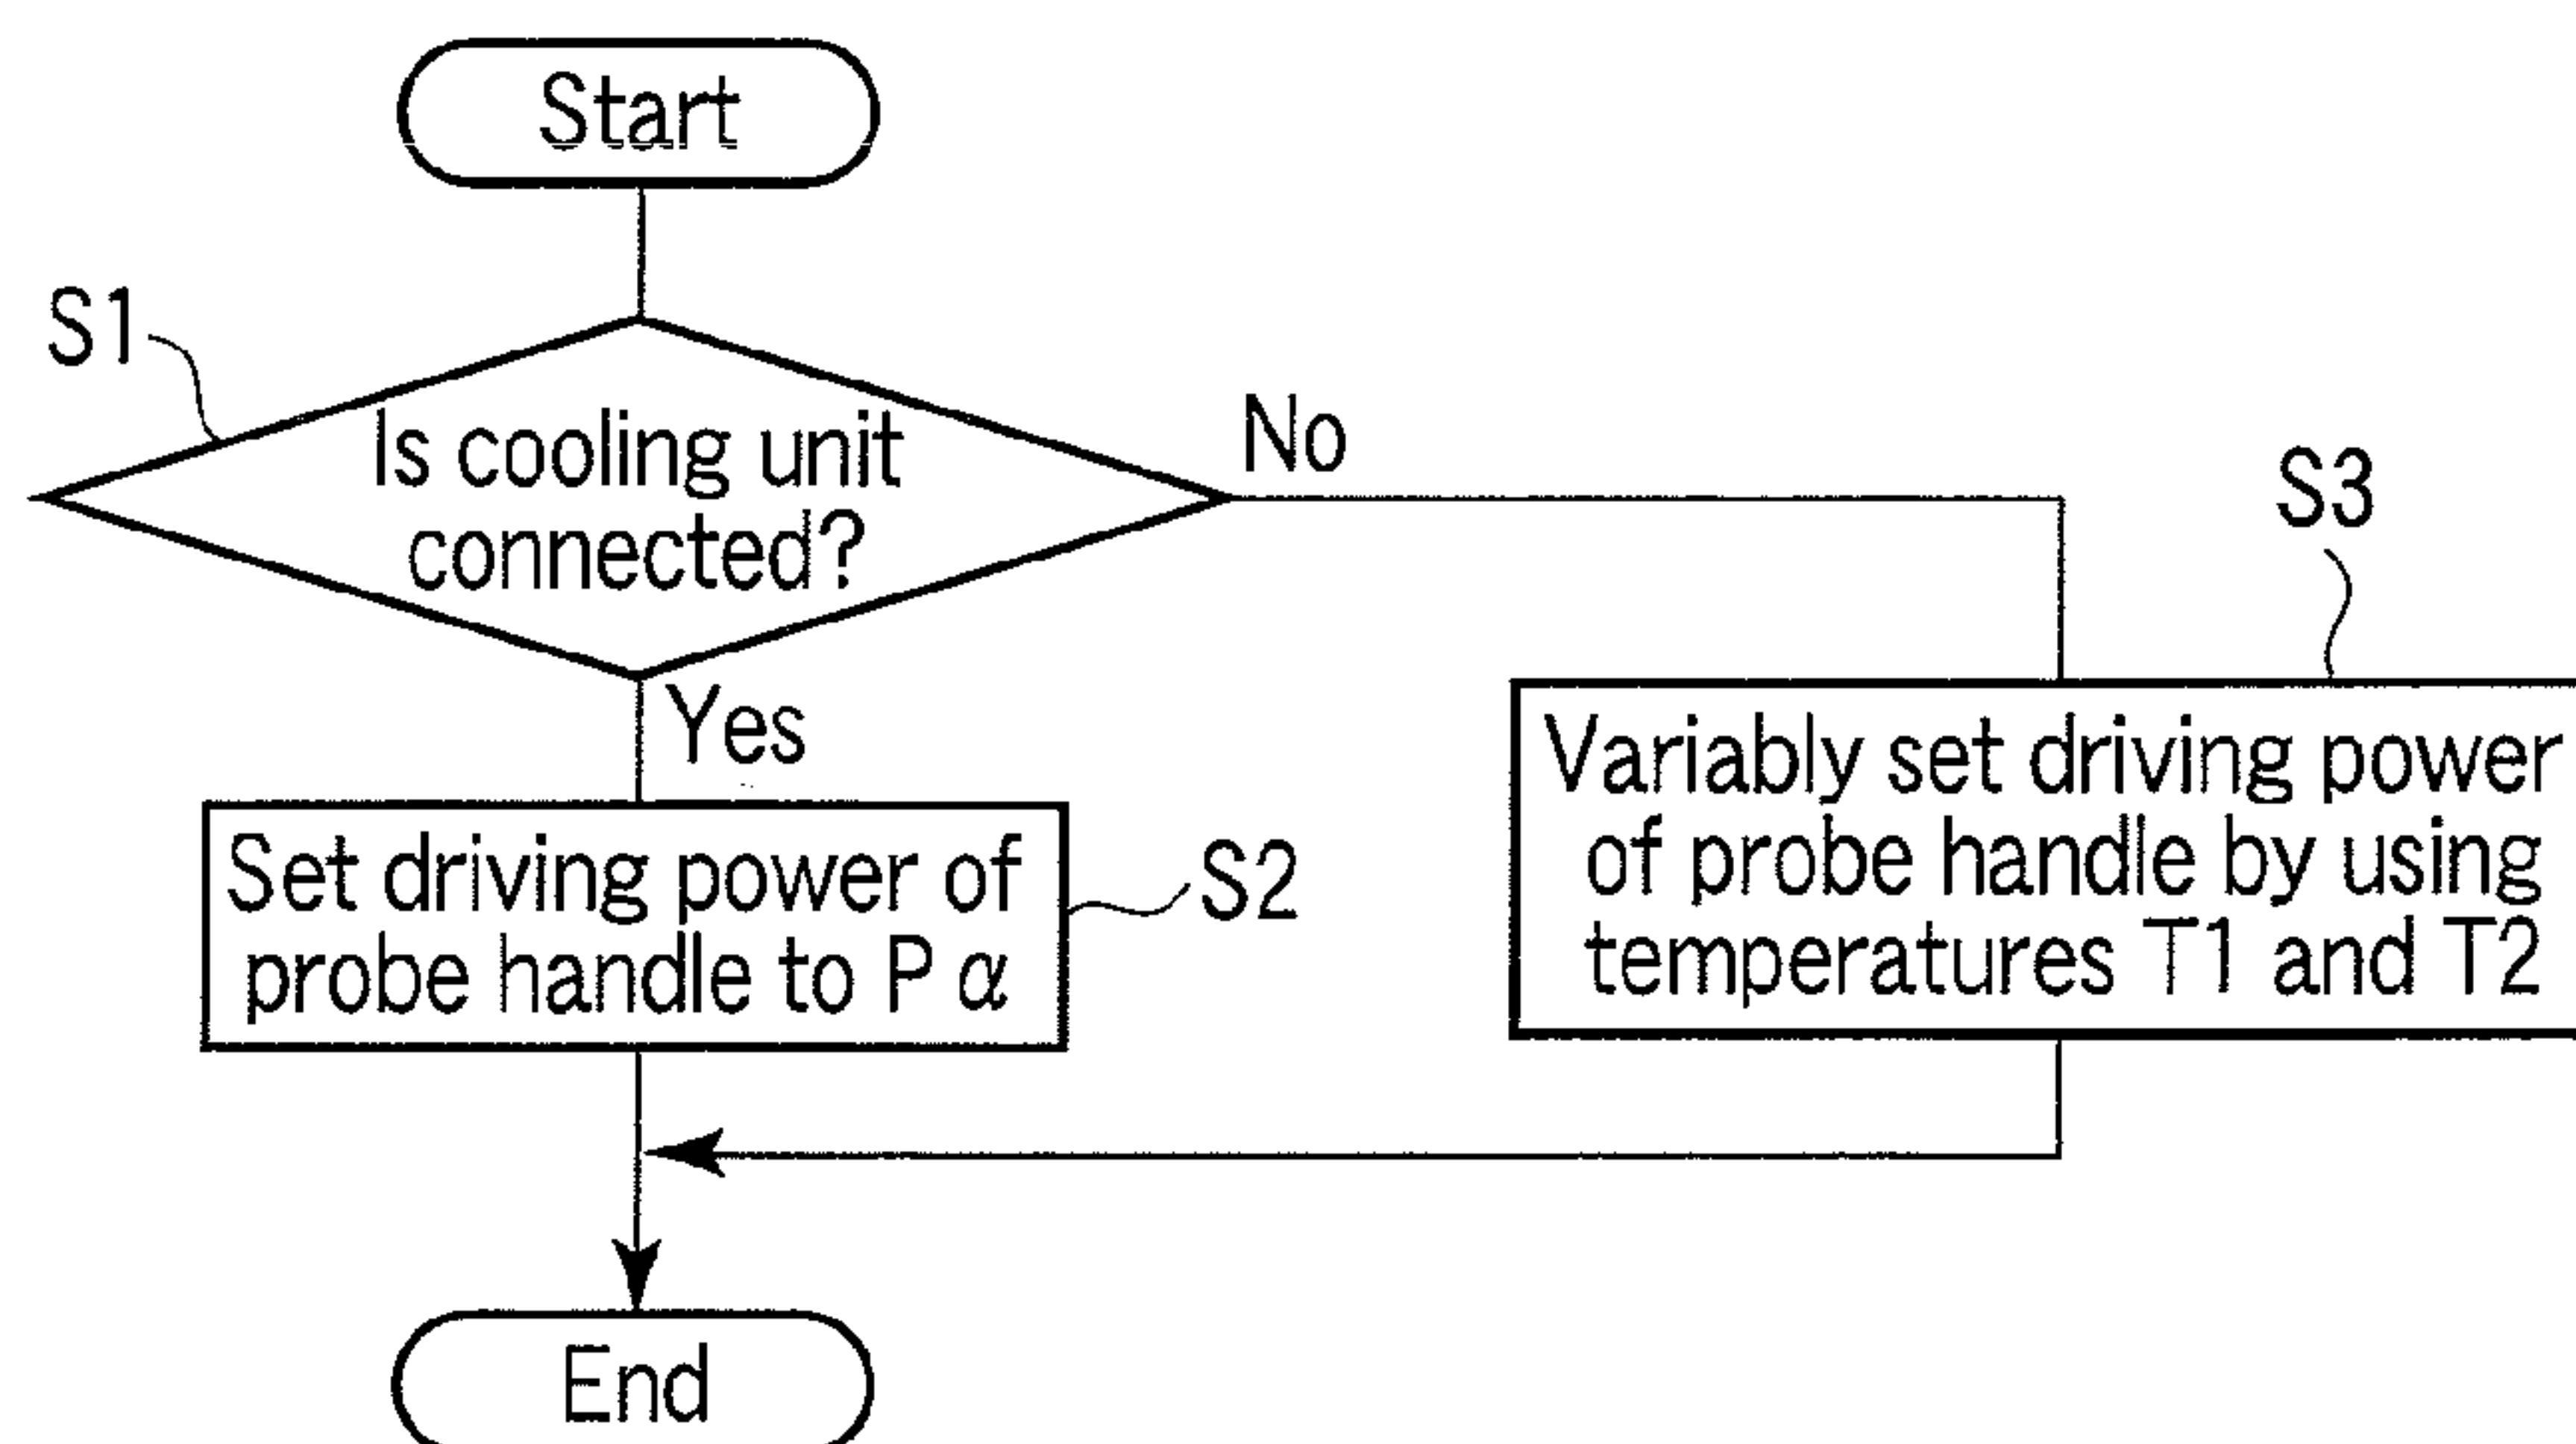 Start
S1
Is cooling unit
connected?
No
Yes
S3
Variably set driving power
of probe handle by using
temperatures T1 and T2
Set driving power of
probe handle to P α
S2
End